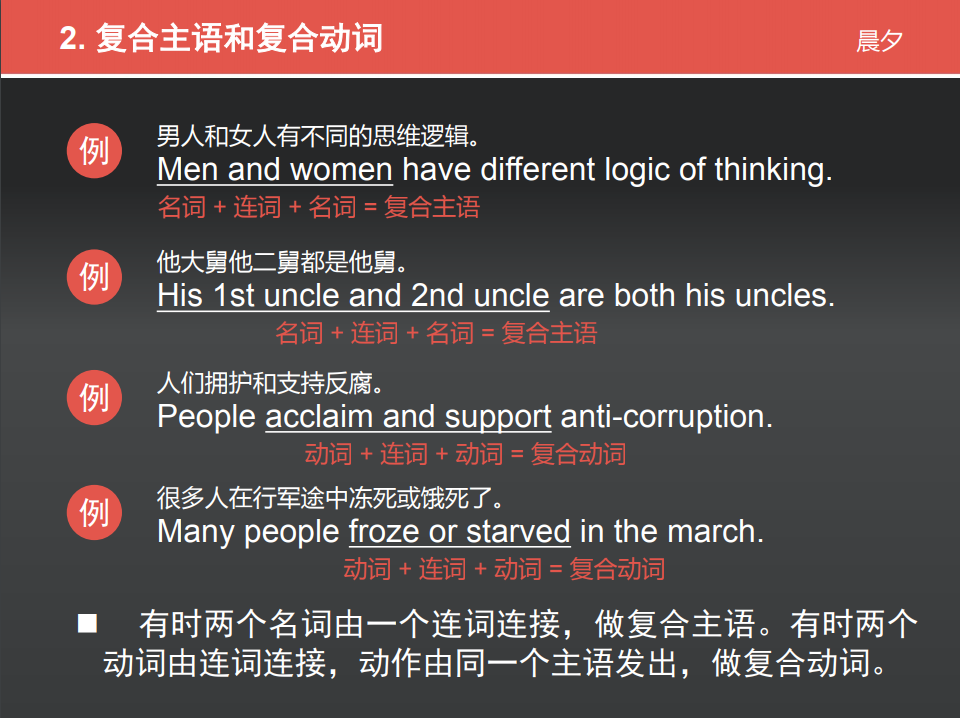 2. 复合主语和复合动词
晨夕
例
男人和女人有不同的思维逻辑。
Men and women have different logic of thinking.
名词 + 连词 + 名词 = 复合主语
例
他大舅他二舅都是他舅。
His 1st uncle and 2nd uncle are both his uncles.
名词 + 连词 + 名词 = 复合主语
例
人们拥护和支持反腐。
People acclaim and support anti-corruption.
动词 + 连词 + 动词 = 复合动词
例
很多人在行军途中冻死或饿死了。
Many people froze or starved in the march.
动词 + 连词 + 动词 = 复合动词
■ 有时两个名词由一个连词连接，做复合主语。有时两个
动词由连词连接，动作由同一个主语发出，做复合动词。